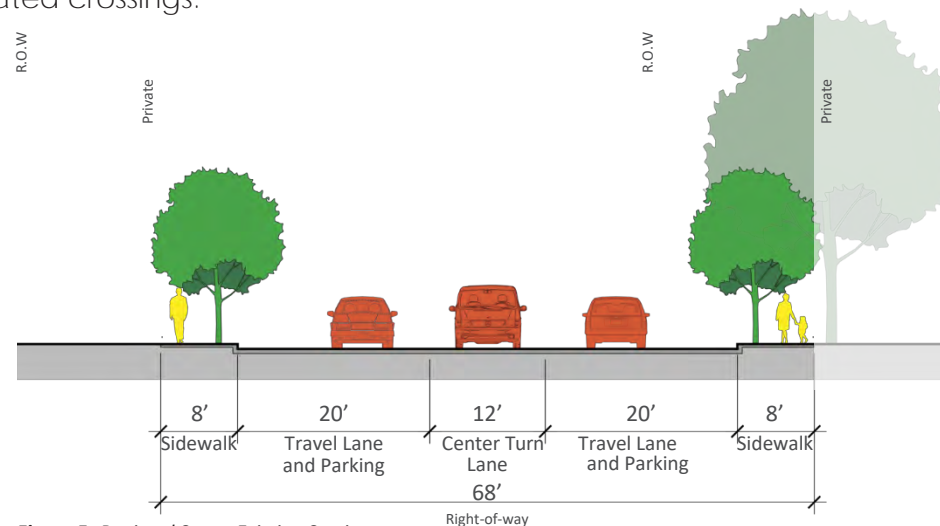 ated crossings.
R.O.W
Private
R.O.W
Private
8’ 20’ 12’ 20’ 8’
Sidewalk Travel Lane Center Turn Travel Lane Sidewalk
and Parking Lane and Parking
68’
Right-of-way